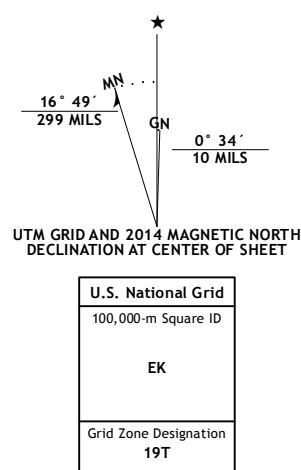 ★
MN
GN
16° 49´
299 MILS
0° 34´
10 MILS
UTM GRID AND 2014 MAGNETIC NORTH
DECLINATION AT CENTER OF SHEET
U.S. National Grid
100,000-m Square ID
EK
Grid Zone Designation
19T